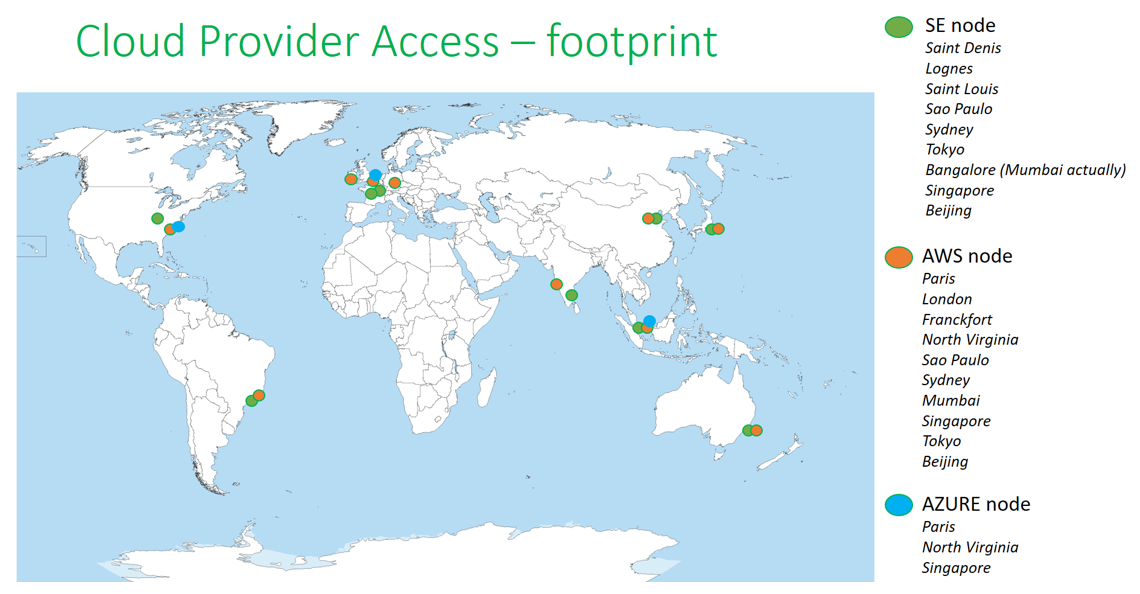 Cloud Provider Access – footprint
SE node
Saint Denis
Lognes
Saint Louis
Sao Paulo
Sydney
Tokyo
Bangalore (Mumbai actually)
Singapore
Beijing
AWS node
Paris
London
Franckfort
North Virginia
Sao Paulo
Sydney
Mumbai
Singapore
Tokyo
Beijing
AZURE node
Paris
North Virginia
Singapore